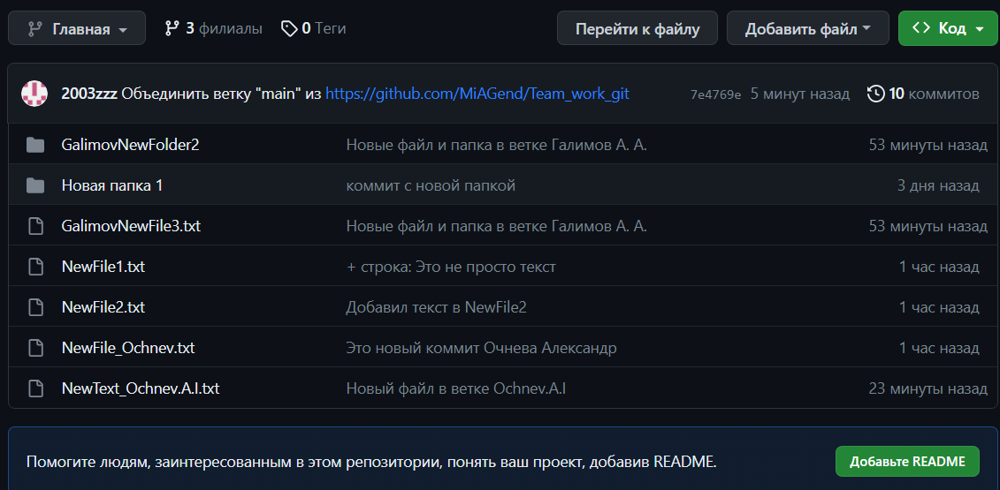 Главная 3 филиалы 0 Теги Перейти к файлу Добавить файл Код
2003zzz Объединить ветку "main" из https://github.com/MiAGend/Team_work_git 7e4769e 5 минут назад 10 коммитов
GalimovNewFolder2 Новые файл и папка в ветке Галимов А. А. 53 минуты назад
Новая папка 1 коммит с новой папкой 3 дня назад
GalimovNewFile3.txt Новые файл и папка в ветке Галимов А. А. 53 минуты назад
NewFile1.txt + строка: Это не просто текст 1 час назад
NewFile2.txt Добавил текст в NewFile2 1 час назад
NewFile_Ochnev.txt Это новый коммит Очнева Александр 1 час назад
NewText_Ochnev.A.I.txt Новый файл в ветке Ochnev.A.I 23 минуты назад
Помогите людям, заинтересованным в этом репозитории, понять ваш проект, добавив README. Добавьте README